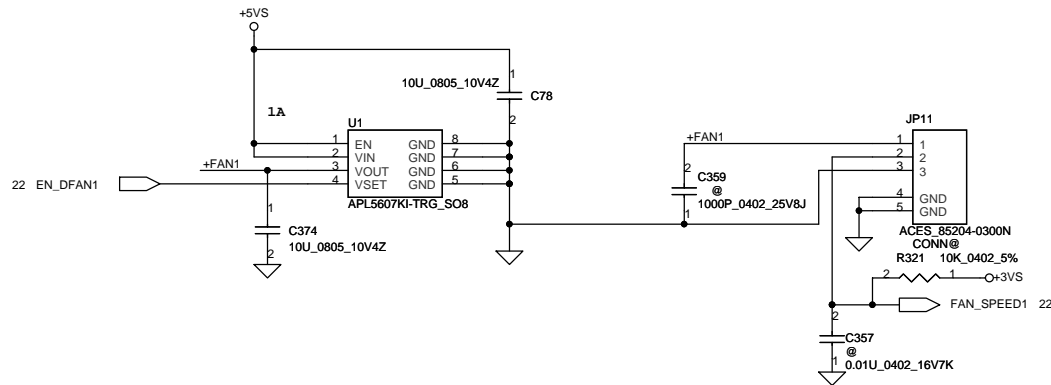 +5VS
1
10U_0805_10V4Z
C78
2
1A
U1
1 EN GND 8
2 VIN GND 7
+FAN1 3 VOUT GND 6
22 EN_DFAN1 4 VSET GND 5
APL5607KI-TRG_SO8
1
C374
10U_0805_10V4Z
2
JP11
+FAN1 1 1
2 2
3 3
4 GND
5 GND
ACES_85204-0300N
CONN@
2
C359
@
1000P_0402_25V8J
1
R321 10K_0402_5%
2 1 +3VS
FAN_SPEED1 22
2
C357
@
0.01U_0402_16V7K
1